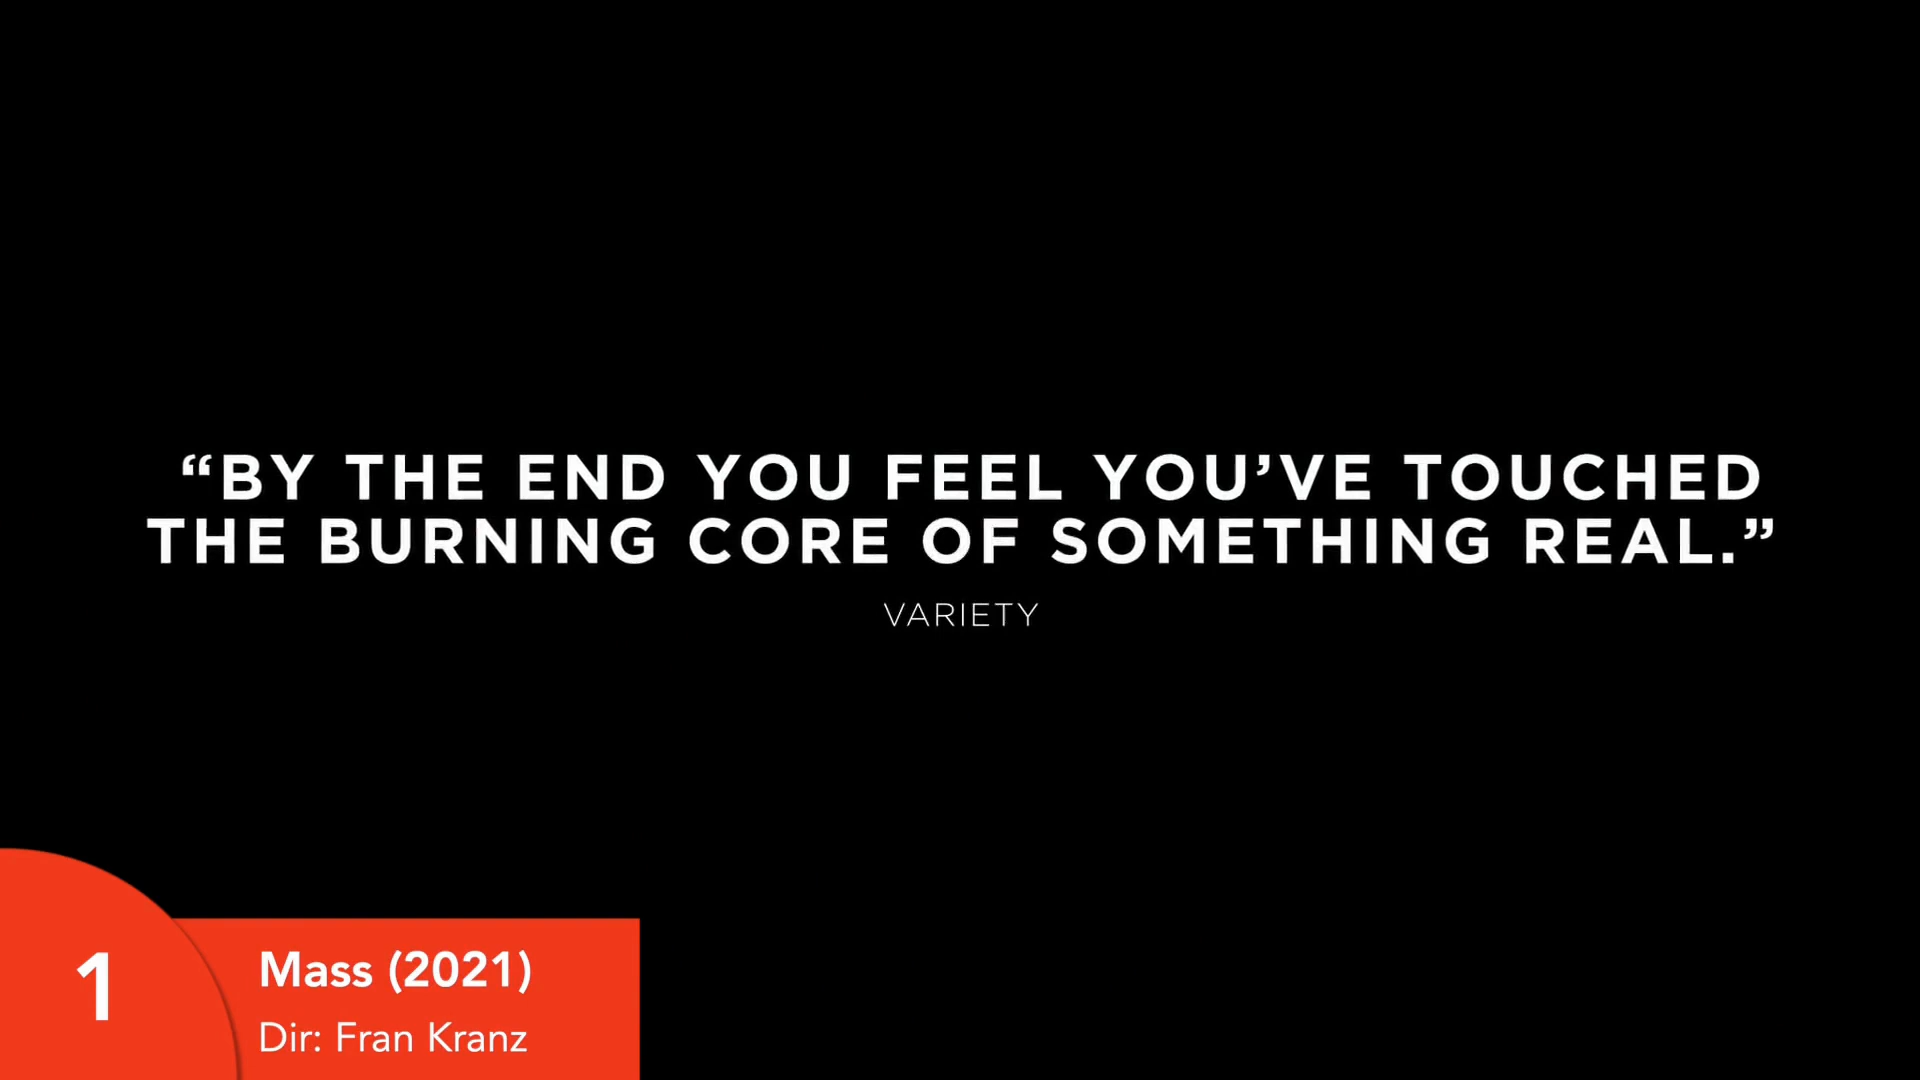 “BY THE END YOU FEEL YOU’VE TOUCHED
THE BURNING CORE OF SOMETHING REAL.”
VARIETY
1
Mass (2021)
Dir: Fran Kranz